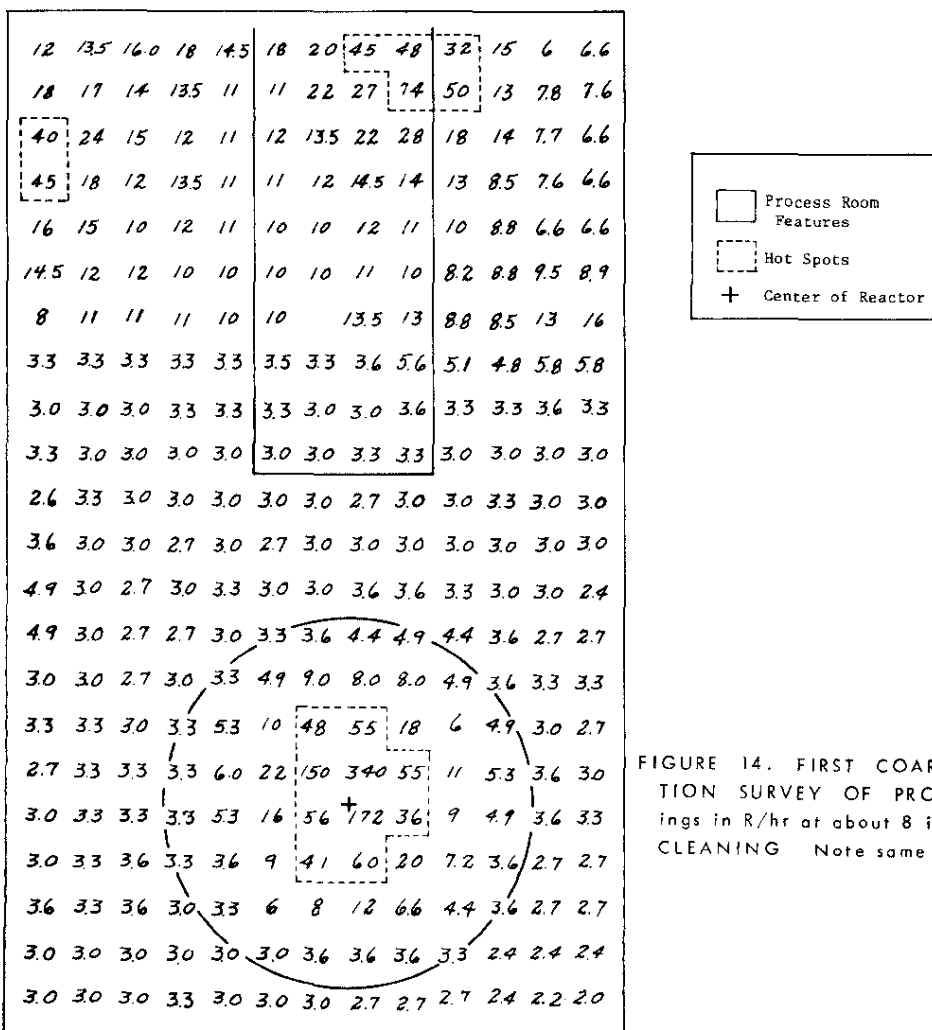 12 13.5 16.0 18 14.5 18 20 45 48 32 15 6 6.6
18 17 14 13.5 11 11 22 27 74 50 13 7.8 7.6
40 24 15 12 11 12 13.5 22 28 18 14 7.7 6.6
45 18 12 13.5 11 11 12 14.5 14 13 8.5 7.6 6.6
16 15 10 12 11 10 10 12 11 10 8.8 6.6 6.6
14.5 12 12 10 10 10 10 11 10 8.2 8.8 9.5 8.9
8 11 11 11 10 10 13.5 13 8.8 8.5 13 16
3.3 3.3 3.3 3.3 3.3 3.5 3.3 3.6 5.6 5.1 4.8 5.8 5.8
3.0 3.0 3.0 3.3 3.3 3.3 3.0 3.0 3.6 3.3 3.3 3.6 3.3
3.3 3.0 3.0 3.0 3.0 3.0 3.0 3.3 3.3 3.0 3.0 3.0 3.0
2.6 3.3 3.0 3.0 3.0 3.0 3.0 2.7 3.0 3.0 3.3 3.0 3.0
3.6 3.0 3.0 2.7 3.0 2.7 3.0 3.0 3.0 3.0 3.0 3.0 3.0
4.9 3.0 2.7 3.0 3.3 3.0 3.0 3.6 3.6 3.3 3.0 3.0 2.4
4.9 3.0 2.7 2.7 3.0 3.3 3.6 4.4 4.9 4.4 3.6 2.7 2.7
3.0 3.0 2.7 3.0 3.3 4.9 9.0 8.0 8.0 4.9 3.6 3.3 3.3
3.3 3.3 3.0 3.3 5.3 10 48 55 18 6 4.9 3.0 2.7
2.7 3.3 3.3 3.3 6.0 22 150 340 55 11 5.3 3.6 3.0
3.0 3.3 3.3 3.3 5.3 16 56 172 36 9 4.9 3.6 3.3
3.0 3.3 3.6 3.3 3.6 9 41 60 20 7.2 3.6 2.7 2.7
3.6 3.3 3.6 3.0 3.3 6 8 12 6.6 4.4 3.6 2.7 2.7
3.0 3.0 3.0 3.0 3.0 3.0 3.6 3.6 3.6 3.3 2.4 2.4 2.4
3.0 3.0 3.0 3.3 3.0 3.0 3.0 2.7 2.7 2.7 2.4 2.2 2.0
Process Room
Features
Hot Spots
+ Center of Reactor
FIGURE 14. FIRST COAR
TION SURVEY OF PRO
ings in R/hr at about 8 i
CLEANING Note same